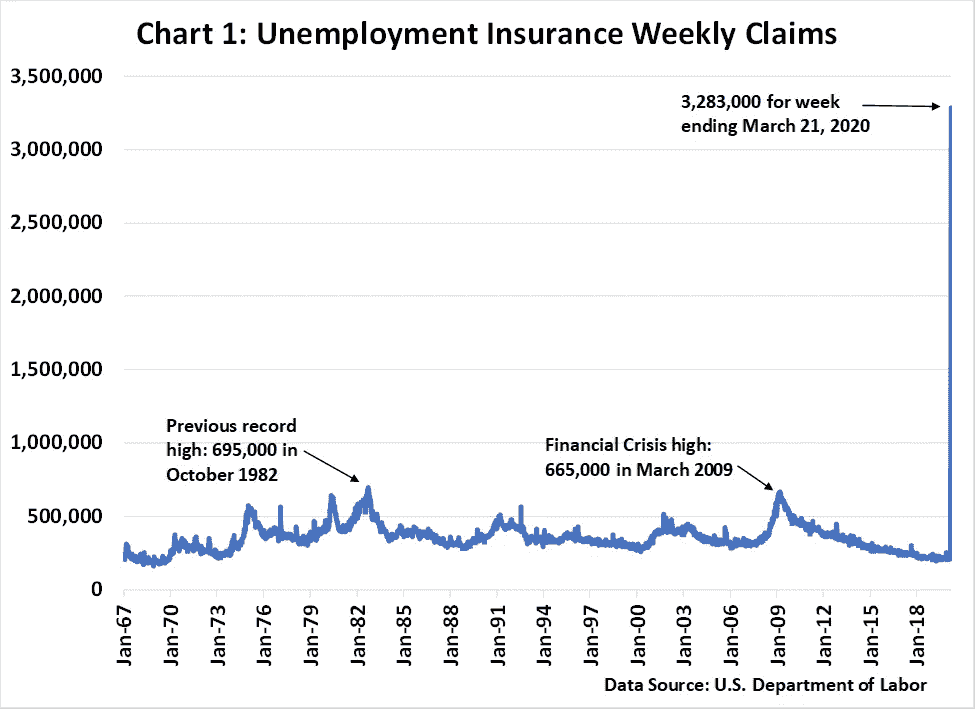 Chart 1: Unemployment Insurance Weekly Claims
3,500,000
3,000,000
2,500,000
2,000,000
1,500,000
1,000,000
500,000
0
3,283,000 for week
ending March 21, 2020
Previous record
high: 695,000 in
October 1982
Financial Crisis high:
665,000 in March 2009
Jan-67
Jan-70
Jan-73
Jan-76
Jan-79
Jan-82
Jan-85
Jan-88
Jan-91
Jan-94
Jan-97
Jan-00
Jan-03
Jan-06
Jan-09
Jan-12
Jan-15
Jan-18
Data Source: U.S. Department of Labor